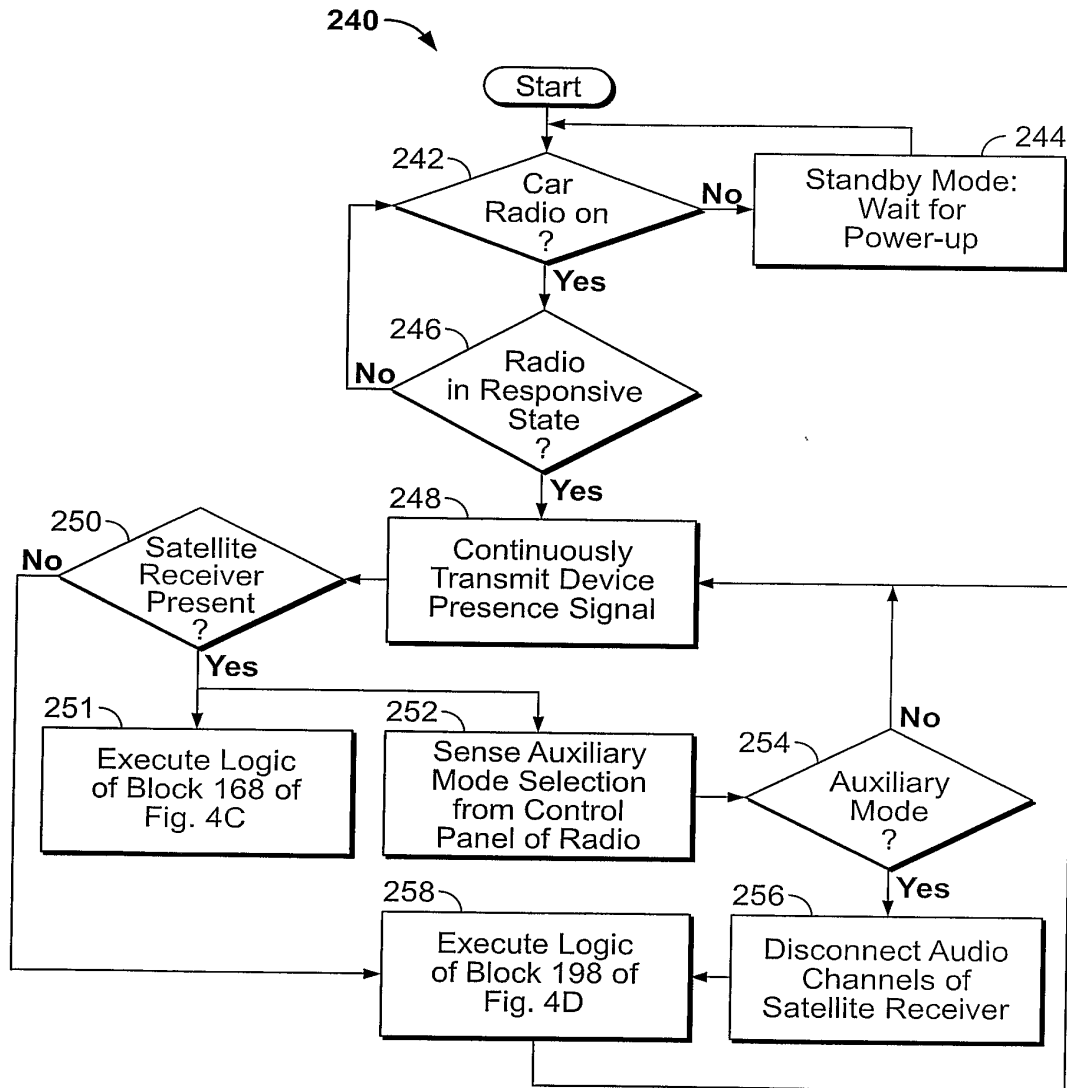 240
Start
242
Car
Radio on
?
No
244
Standby Mode:
Wait for
Power-up
Yes
246
Radio
in Responsive
State
?
No
Yes
248
Continuously
Transmit Device
Presence Signal
250
No
Satellite
Receiver
Present
?
Yes
251
Execute Logic
of Block 168 of
Fig. 4C
252
Sense Auxiliary
Mode Selection
from Control
Panel of Radio
No
254
Auxiliary
Mode
?
Yes
256
Disconnect Audio
Channels of
Satellite Receiver
258
Execute Logic
of Block 198 of
Fig. 4D